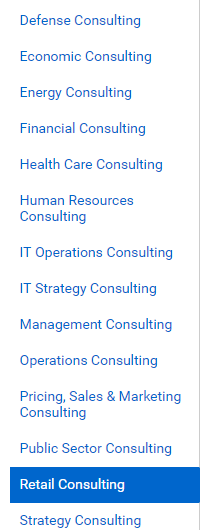 Defense Consulting
Economic Consulting
Energy Consulting
Financial Consulting
Health Care Consulting
Human Resources
Consulting
IT Operations Consulting
IT Strategy Consulting
Management Consulting
Operations Consulting
Pricing, Sales & Marketing
Consulting
Public Sector Consulting
Retail Consulting
Strategy Consulting